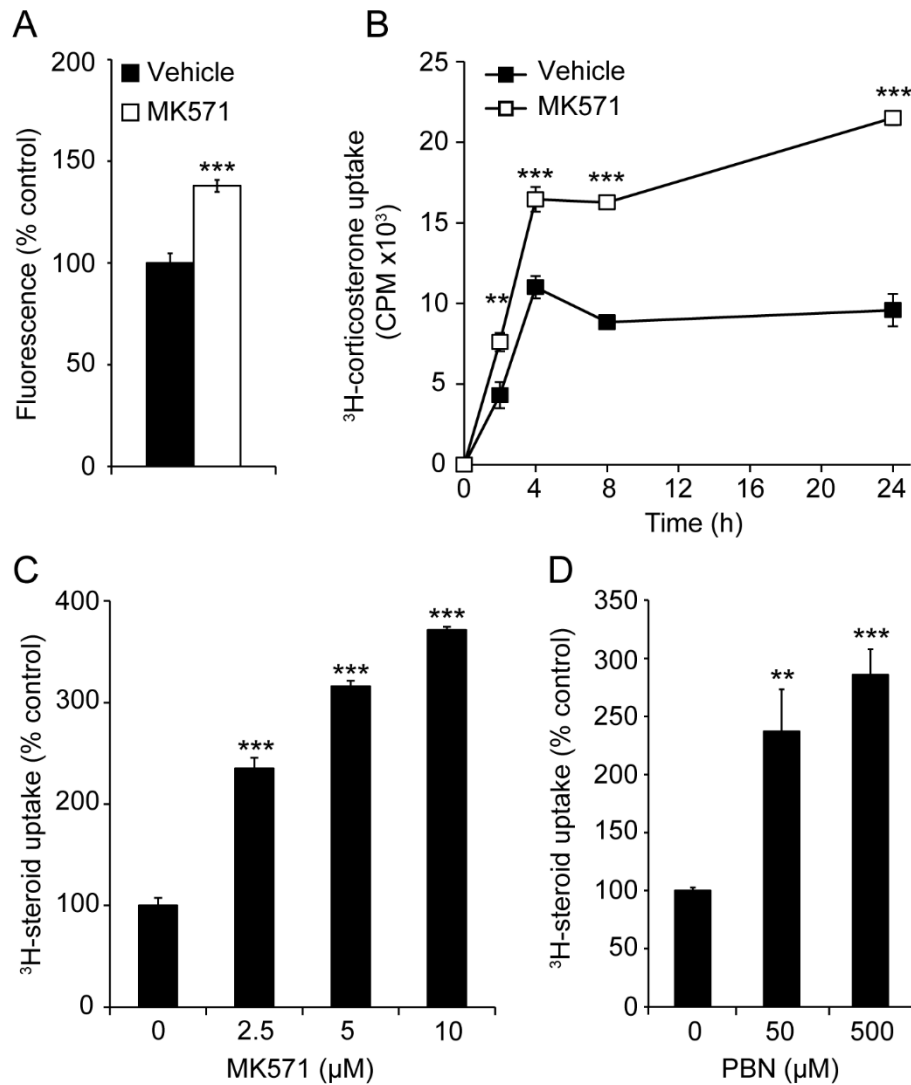 A
200
150
100
50
0
Fluorescence (% control)
Vehicle
MK571
***
B
25
20
15
10
5
0
³H-corticosterone uptake
(CPM x10³)
Vehicle
MK571
**
***
***
***
0 4 8 12 16 20 24
Time (h)
C
400
300
200
100
0
³H-steroid uptake (% control)
***
***
***
0 2.5 5 10
MK571 (µM)
D
350
300
250
200
150
100
50
0
³H-steroid uptake (% control)
**
***
0 50 500
PBN (µM)